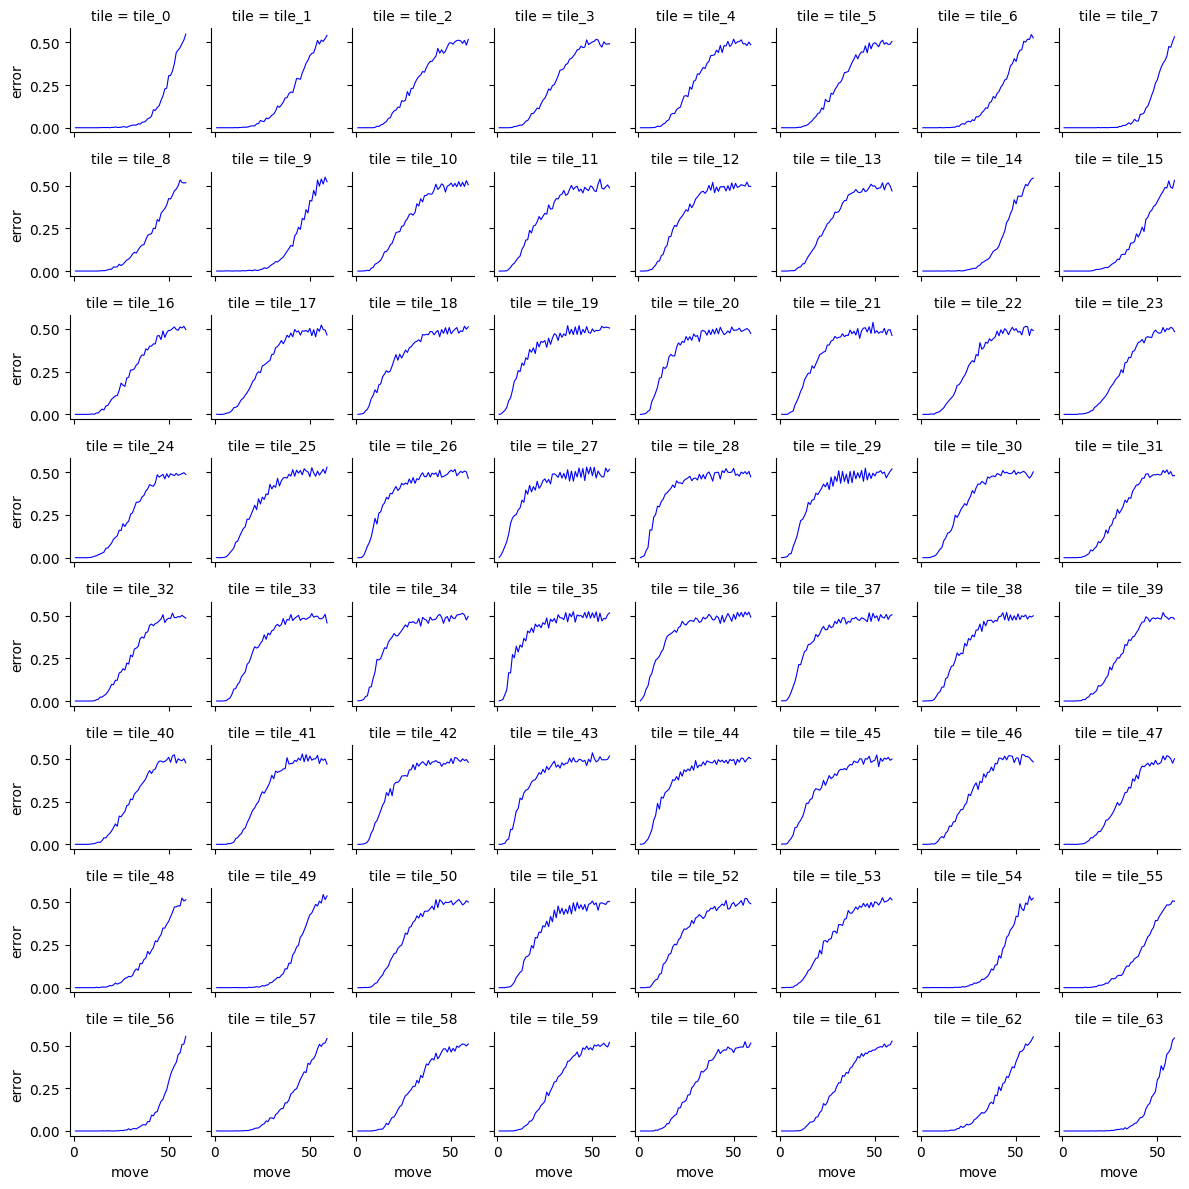 tile = tile_0 tile = tile_1 tile = tile_2 tile = tile_3 tile = tile_4 tile = tile_5 tile = tile_6 tile = tile_7
0.50
0.25
0.00
error
tile = tile_8 tile = tile_9 tile = tile_10 tile = tile_11 tile = tile_12 tile = tile_13 tile = tile_14 tile = tile_15
0.50
0.25
0.00
error
tile = tile_16 tile = tile_17 tile = tile_18 tile = tile_19 tile = tile_20 tile = tile_21 tile = tile_22 tile = tile_23
0.50
0.25
0.00
error
tile = tile_24 tile = tile_25 tile = tile_26 tile = tile_27 tile = tile_28 tile = tile_29 tile = tile_30 tile = tile_31
0.50
0.25
0.00
error
tile = tile_32 tile = tile_33 tile = tile_34 tile = tile_35 tile = tile_36 tile = tile_37 tile = tile_38 tile = tile_39
0.50
0.25
0.00
error
tile = tile_40 tile = tile_41 tile = tile_42 tile = tile_43 tile = tile_44 tile = tile_45 tile = tile_46 tile = tile_47
0.50
0.25
0.00
error
tile = tile_48 tile = tile_49 tile = tile_50 tile = tile_51 tile = tile_52 tile = tile_53 tile = tile_54 tile = tile_55
0.50
0.25
0.00
error
tile = tile_56 tile = tile_57 tile = tile_58 tile = tile_59 tile = tile_60 tile = tile_61 tile = tile_62 tile = tile_63
0.50
0.25
0.00
error
0 50 0 50 0 50 0 50 0 50 0 50 0 50 0 50
move move move move move move move move